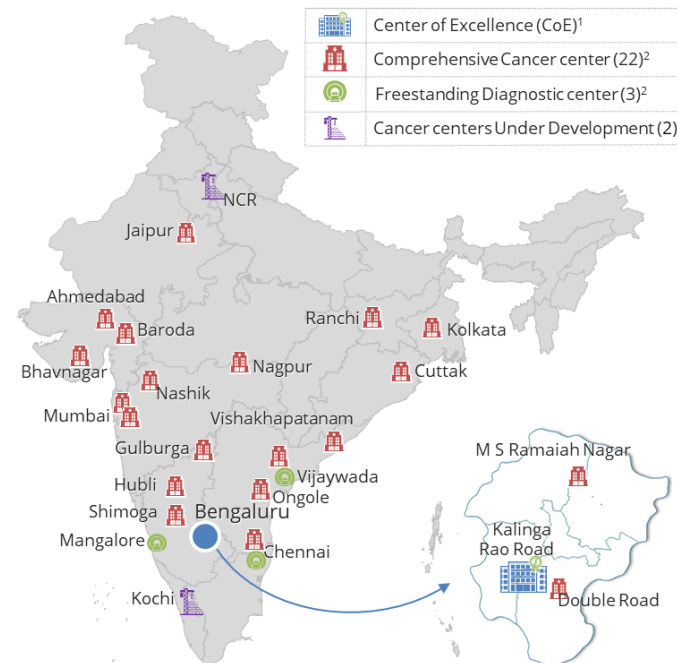 Center of Excellence (CoE)¹
Comprehensive Cancer center (22)²
Freestanding Diagnostic center (3)²
Cancer centers Under Development (2)
NCR
Jaipur
Ahmedabad
Baroda
Ranchi
Kolkata
Bhavnagar
Nagpur
Cuttak
Nashik
Mumbai
Vishakhapatanam
Gulburga
Vijaywada
Hubli
Ongole
Shimoga
Bengaluru
Mangalore
Chennai
Kochi
M S Ramaiah Nagar
Kalinga
Rao Road
Double Road